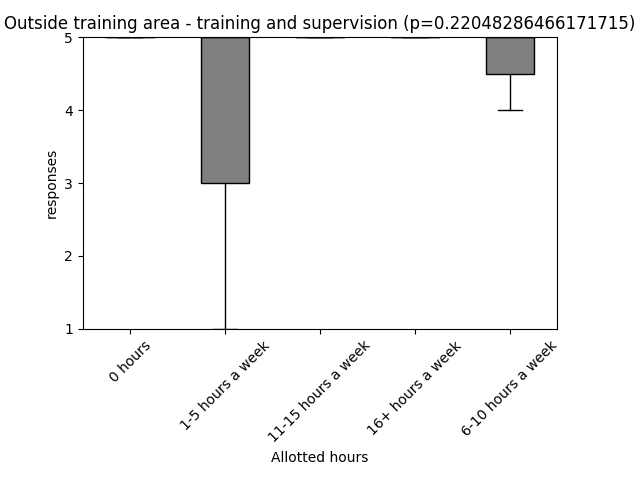 Outside training area - training and supervision (p=0.22048286466171715)
5
4
3
2
1
responses
0 hours
1-5 hours a week
11-15 hours a week
16+ hours a week
6-10 hours a week
Allotted hours